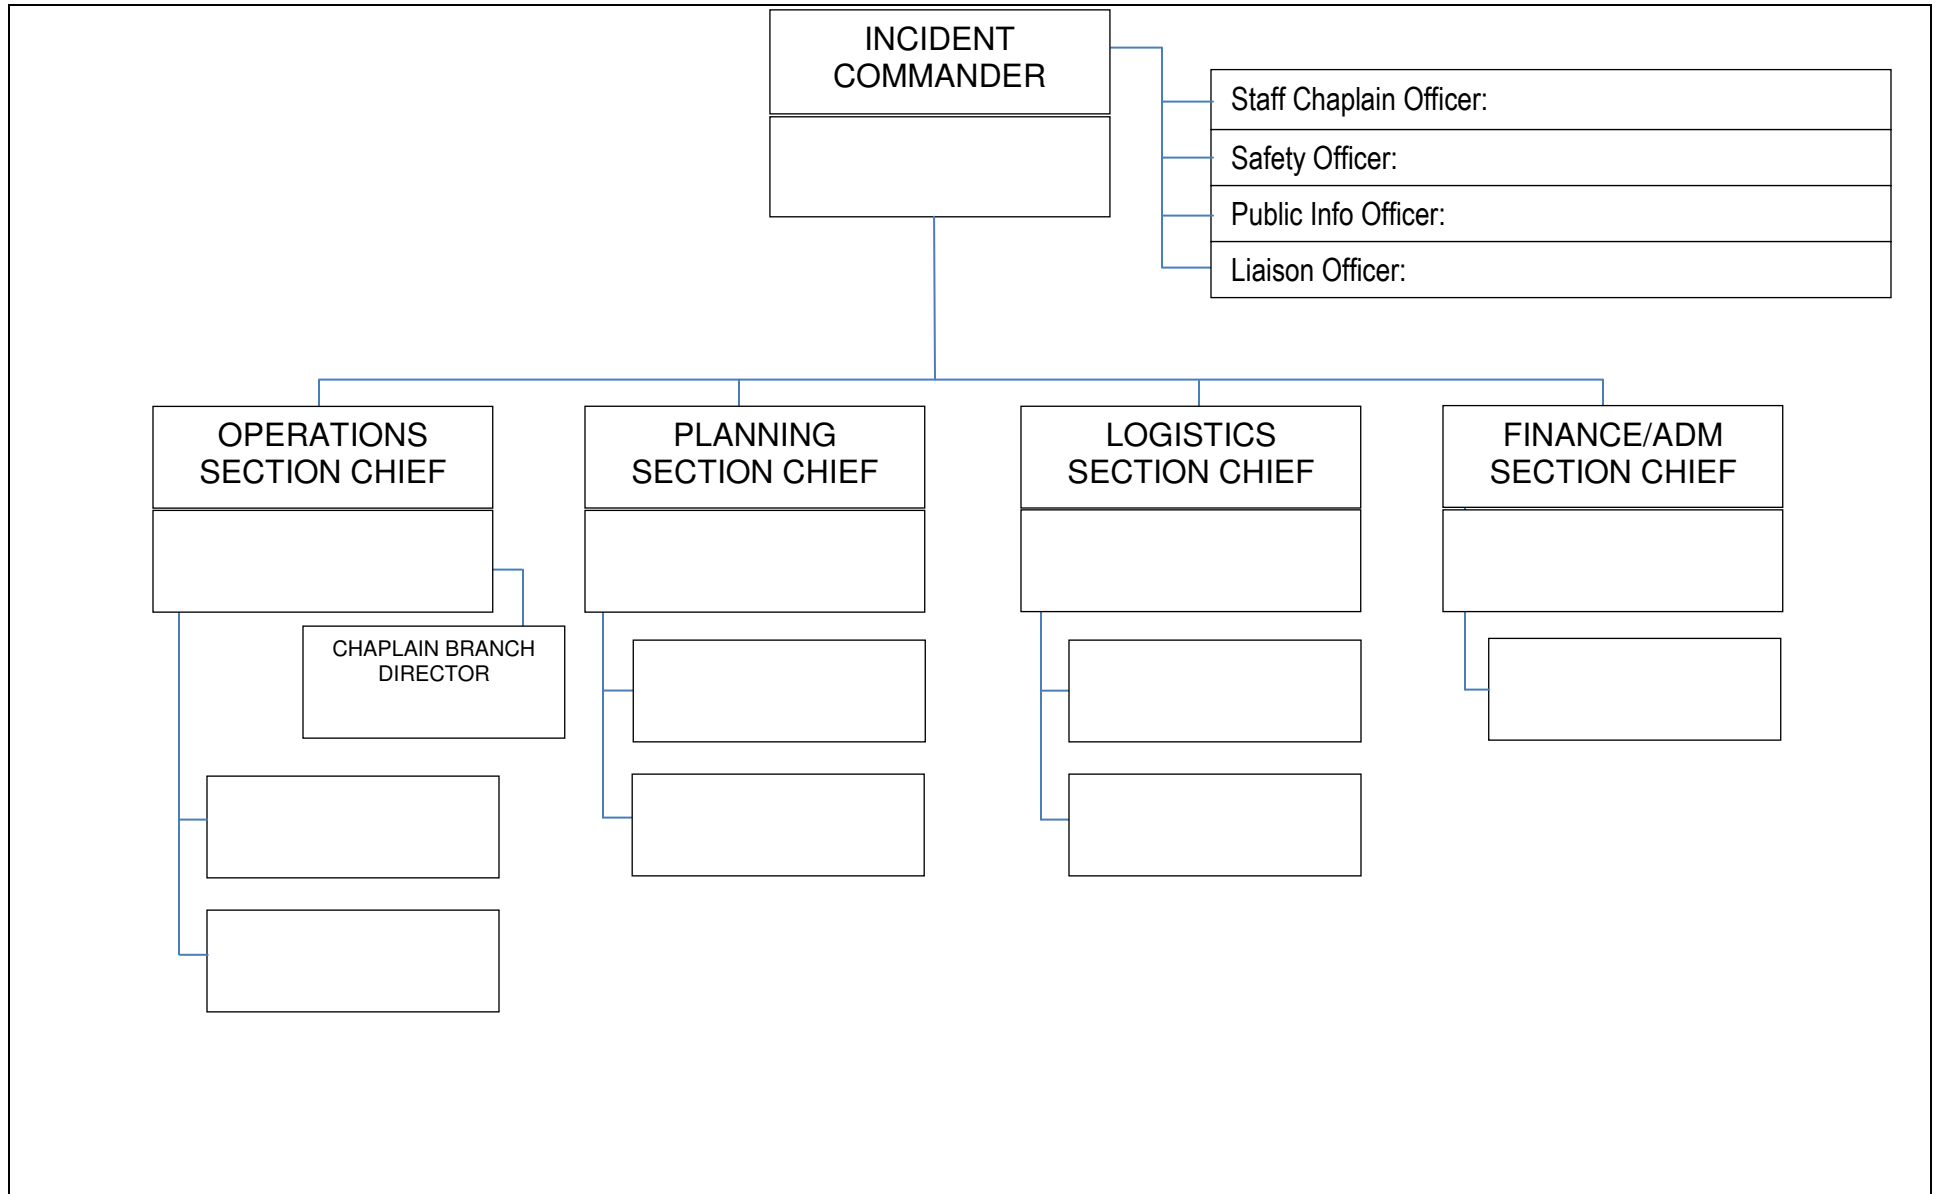 INCIDENT
COMMANDER
Staff Chaplain Officer:
Safety Officer:
Public Info Officer:
Liaison Officer:
OPERATIONS
SECTION CHIEF
PLANNING
SECTION CHIEF
LOGISTICS
SECTION CHIEF
FINANCE/ADM
SECTION CHIEF
CHAPLAIN BRANCH
DIRECTOR